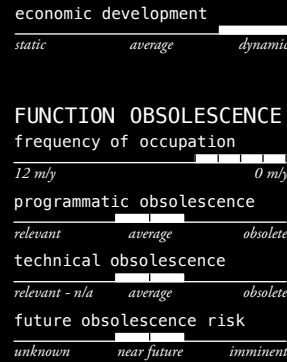 economic development
static average dynamic
FUNCTION OBSOLESCENCE
frequency of occupation
12 m/y 0 m/y
programmatic obsolescence
relevant average obsolete
technical obsolescence
relevant - n/a average obsolete
future obsolescence risk
unknown near future imminent